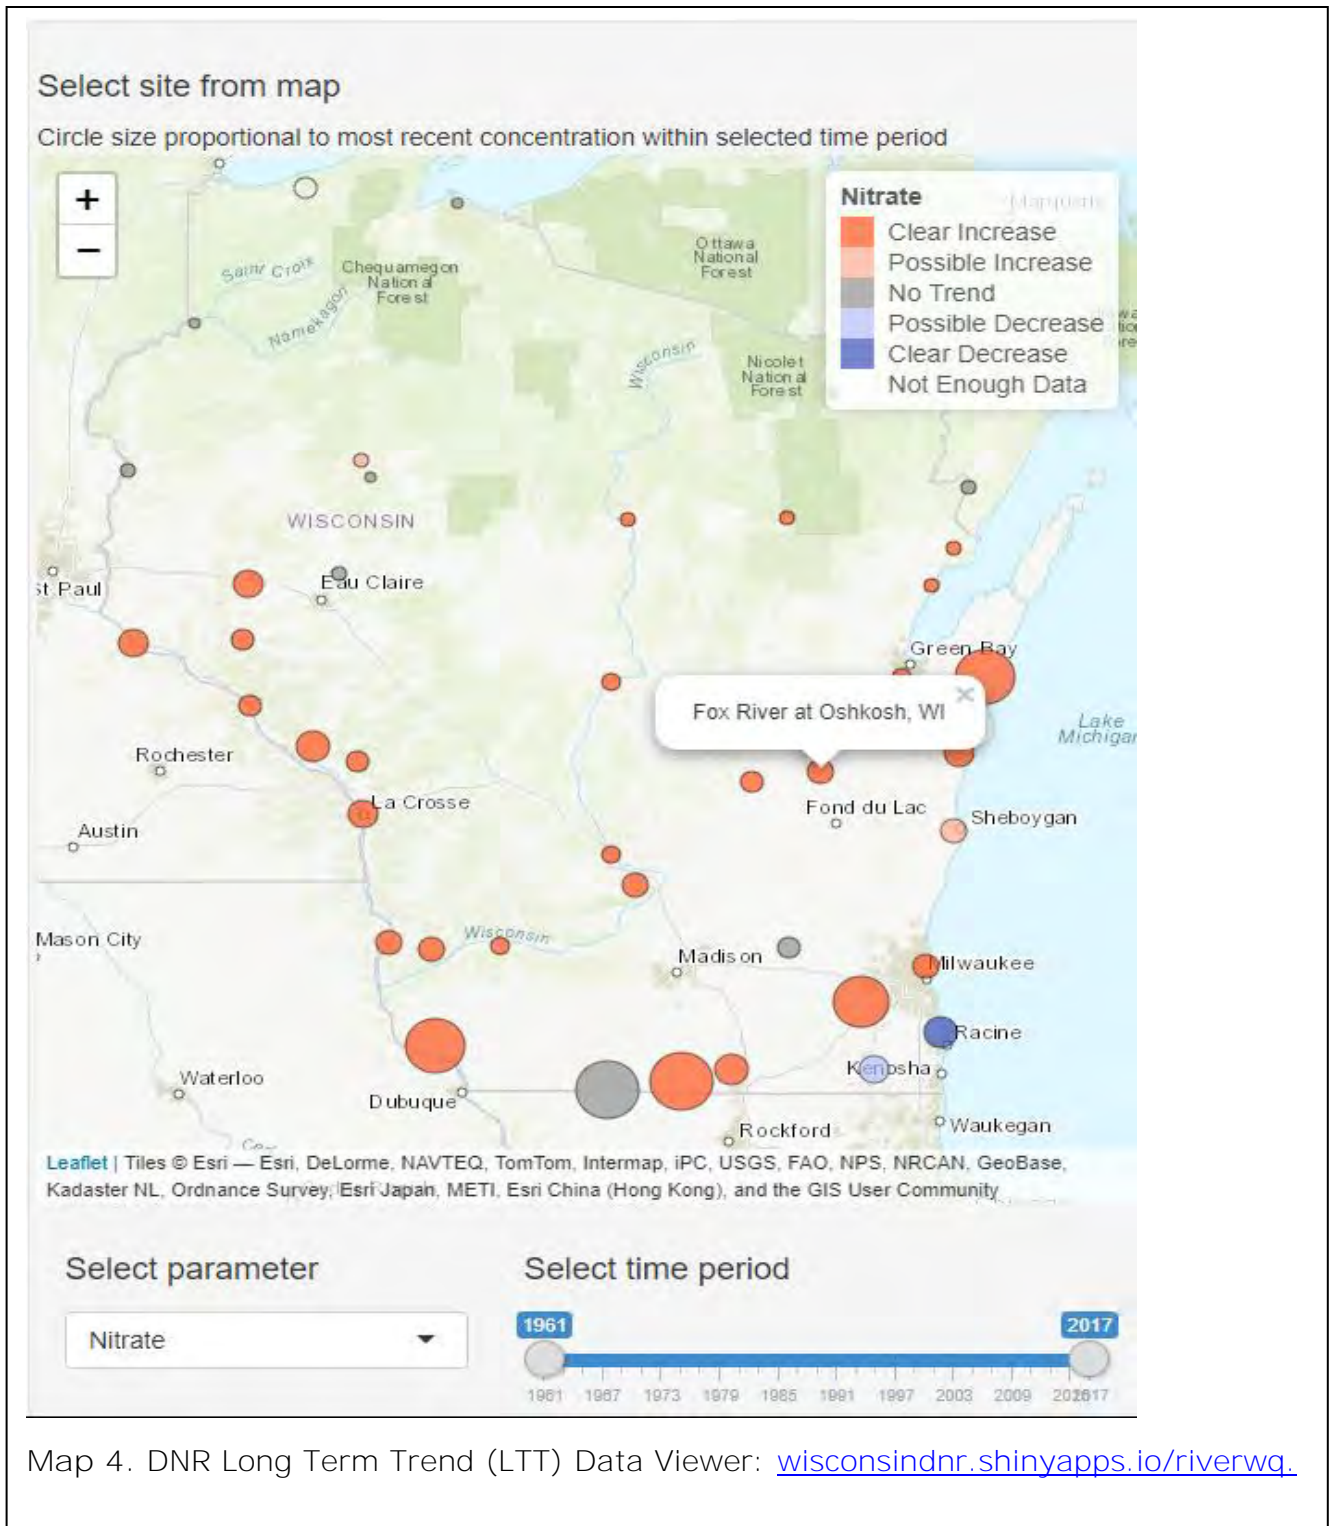 Select site from map
Circle size proportional to most recent concentration within selected time period
+
−
Nitrate
Clear Increase
Possible Increase
No Trend
Possible Decrease
Clear Decrease
Not Enough Data
Marquette
Saint Croix
Namekagon
Chequamegon
National
Forest
Ottawa
National
Forest
Wisconsin
Nicolet
National
Forest
WISCONSIN
St Paul
Eau Claire
Green Bay
Fox River at Oshkosh, WI
×
Lake
Michigan
Rochester
La Crosse
Fond du Lac
Sheboygan
Austin
Mason City
Wisconsin
Madison
Milwaukee
Racine
Kenosha
Waterloo
Dubuque
Rockford
Waukegan
Leaflet | Tiles © Esri — Esri, DeLorme, NAVTEQ, TomTom, Intermap, iPC, USGS, FAO, NPS, NRCAN, GeoBase,
Kadaster NL, Ordnance Survey, Esri Japan, METI, Esri China (Hong Kong), and the GIS User Community
Select parameter
Select time period
Nitrate
1961 2017
1961 1967 1973 1979 1985 1991 1997 2003 2009 2017
Map 4. DNR Long Term Trend (LTT) Data Viewer: wisconsindnr.shinyapps.io/riverwq.